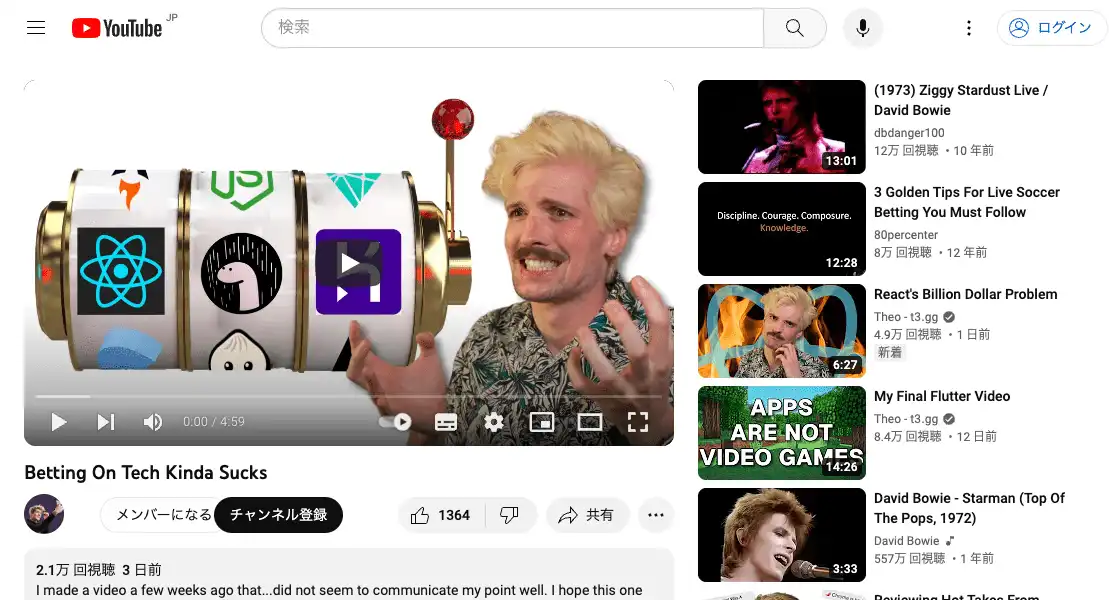 YouTube JP
検索
ログイン
JS
0:00 / 4:59
Betting On Tech Kinda Sucks
メンバーになる
チャンネル登録
1364
共有
2.1万 回視聴 3 日前
I made a video a few weeks ago that...did not seem to communicate my point well. I hope this one
13:01
(1973) Ziggy Stardust Live /
David Bowie
dbdanger100
12万 回視聴 ・10 年前
Discipline. Courage. Composure.
Knowledge.
12:28
3 Golden Tips For Live Soccer
Betting You Must Follow
80percenter
8万 回視聴 ・12 年前
6:27
React's Billion Dollar Problem
Theo - t3.gg
4.9万 回視聴 ・1 日前
新着
APPS
ARE NOT
VIDEO GAMES
14:26
My Final Flutter Video
Theo - t3.gg
8.4万 回視聴 ・12 日前
3:33
David Bowie - Starman (Top Of
The Pops, 1972)
David Bowie
557万 回視聴 ・1 年前
Reviewing Hot Takes From